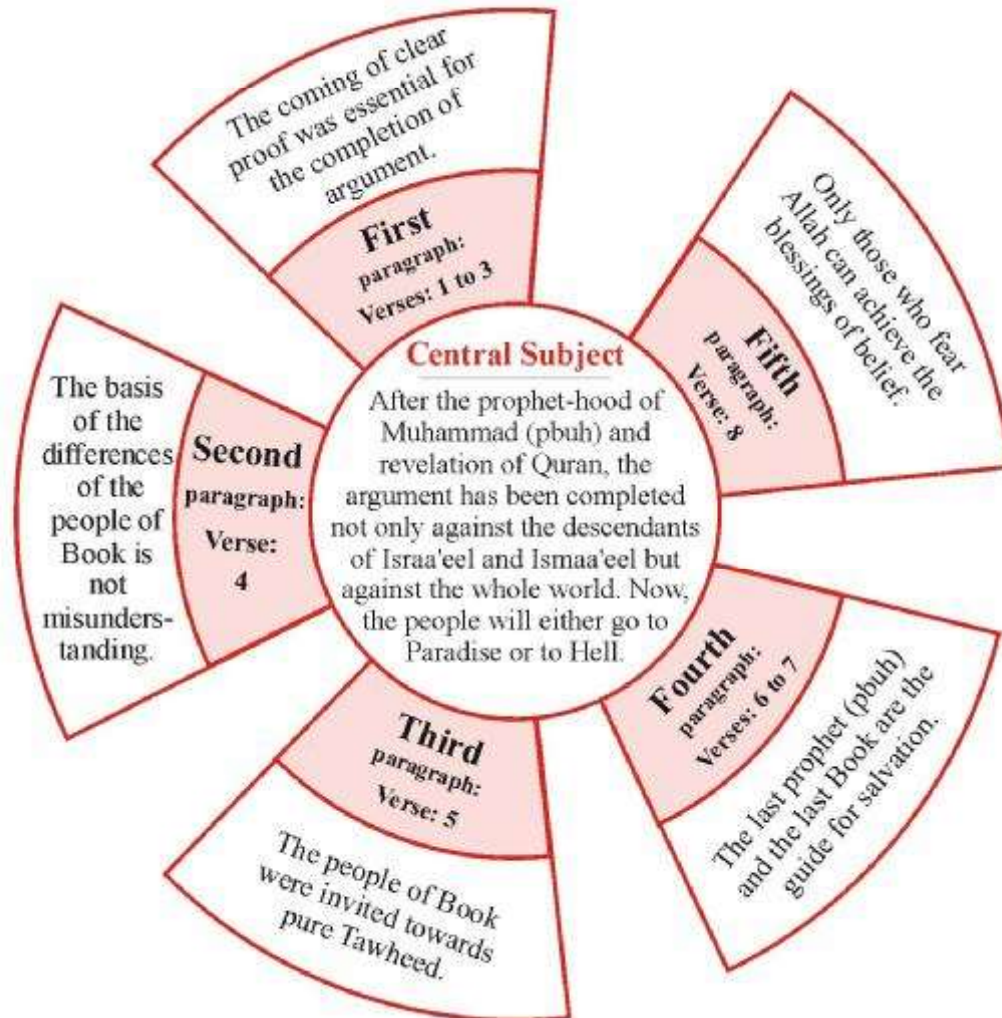 Central Subject
After the prophet-hood of
Muhammad (pbuh) and
revelation of Quran, the
argument has been completed
not only against the descendants
of Israa'eel and Ismaa'eel but
against the whole world. Now,
the people will either go to
Paradise or to Hell.
First
paragraph:
Verses: 1 to 3
The coming of clear
proof was essential for
the completion of
argument.
Second
paragraph:
Verse:
4
The basis
of the
differences
of the
people of
Book is
not
misunders-
tanding.
Third
paragraph:
Verse: 5
The people of Book
were invited towards
pure Tawheed.
Fourth
paragraph:
Verses: 6 to 7
The last prophet (pbuh)
and the last Book are the
guide for salvation.
Fifth
paragraph:
Verse: 8
Only those who fear
Allah can achieve the
blessings of belief.